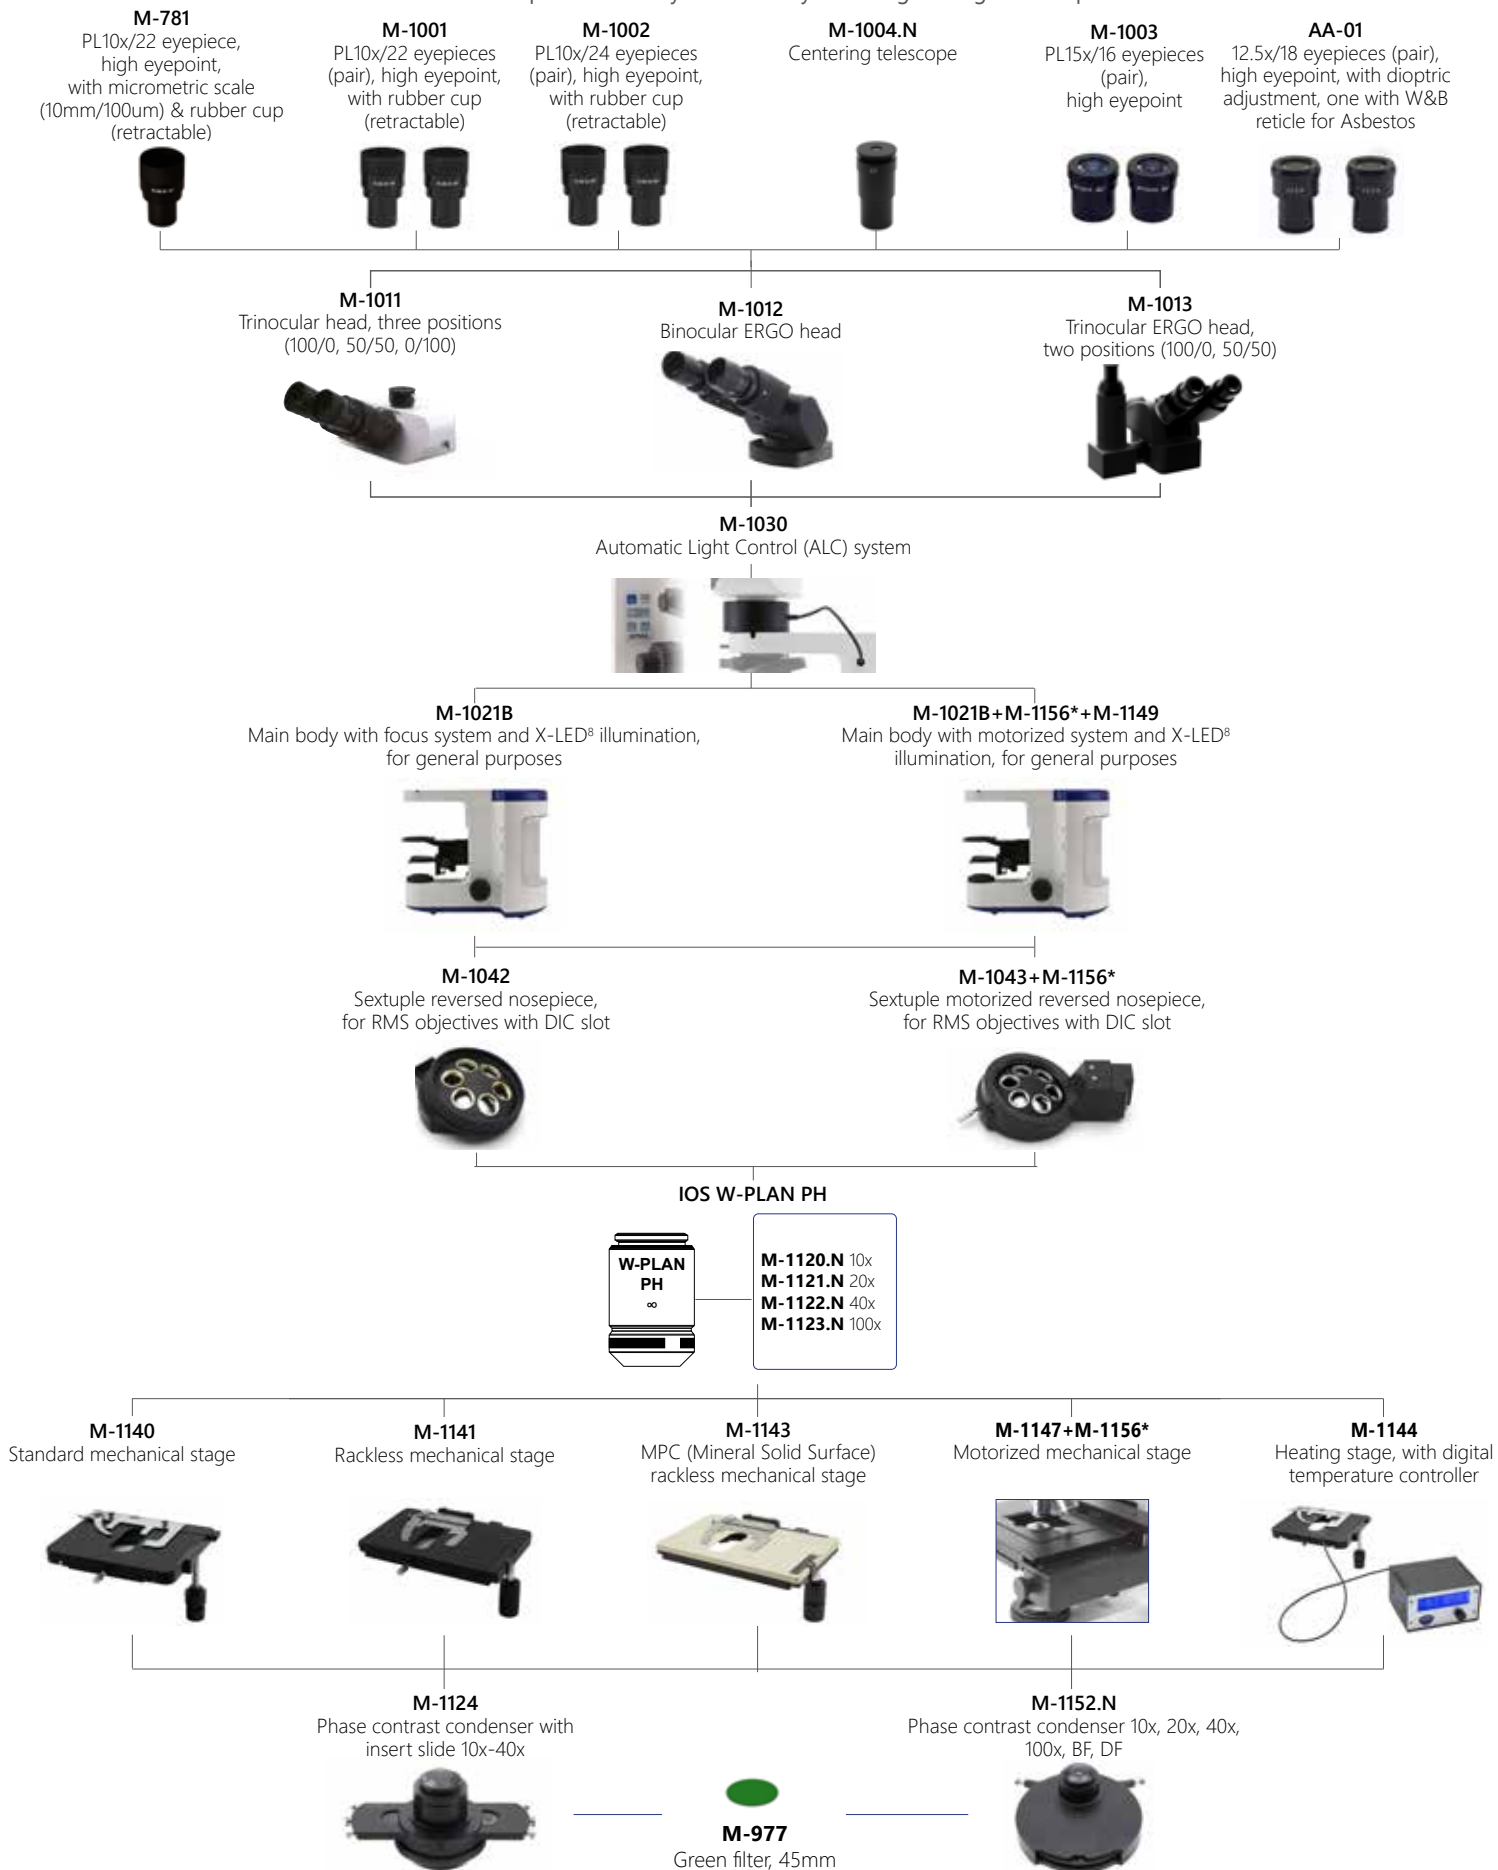 M-781
PL10x/22 eyepiece,
high eyepoint,
with micrometric scale
(10mm/100um) & rubber cup
(retractable)
M-1001
PL10x/22 eyepieces
(pair), high eyepoint,
with rubber cup
(retractable)
M-1002
PL10x/24 eyepieces
(pair), high eyepoint,
with rubber cup
(retractable)
M-1004.N
Centering telescope
M-1003
PL15x/16 eyepieces
(pair),
high eyepoint
AA-01
12.5x/18 eyepieces (pair),
high eyepoint, with dioptric
adjustment, one with W&B
reticle for Asbestos
M-1011
Trinocular head, three positions
(100/0, 50/50, 0/100)
M-1012
Binocular ERGO head
M-1013
Trinocular ERGO head,
two positions (100/0, 50/50)
M-1030
Automatic Light Control (ALC) system
M-1021B
Main body with focus system and X-LED⁸ illumination,
for general purposes
M-1021B+M-1156*+M-1149
Main body with motorized system and X-LED⁸
illumination, for general purposes
M-1042
Sextuple reversed nosepiece,
for RMS objectives with DIC slot
M-1043+M-1156*
Sextuple motorized reversed nosepiece,
for RMS objectives with DIC slot
IOS W-PLAN PH
W-PLAN
PH
∞
M-1120.N 10x
M-1121.N 20x
M-1122.N 40x
M-1123.N 100x
M-1140
Standard mechanical stage
M-1141
Rackless mechanical stage
M-1143
MPC (Mineral Solid Surface)
rackless mechanical stage
M-1147+M-1156*
Motorized mechanical stage
M-1144
Heating stage, with digital
temperature controller
M-1124
Phase contrast condenser with
insert slide 10x-40x
M-1152.N
Phase contrast condenser 10x, 20x, 40x,
100x, BF, DF
M-977
Green filter, 45mm